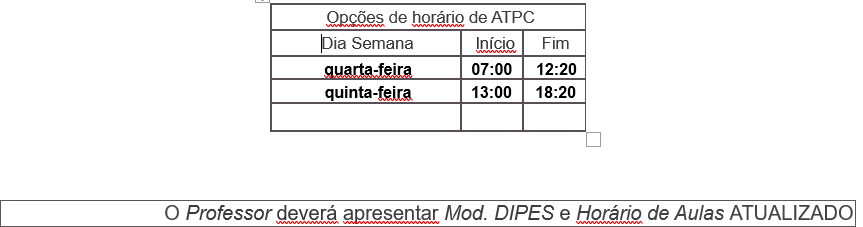 Opções de horário de ATPC
Dia Semana Início Fim
quarta-feira 07:00 12:20
quinta-feira 13:00 18:20
O Professor deverá apresentar Mod. DIPES e Horário de Aulas ATUALIZADO